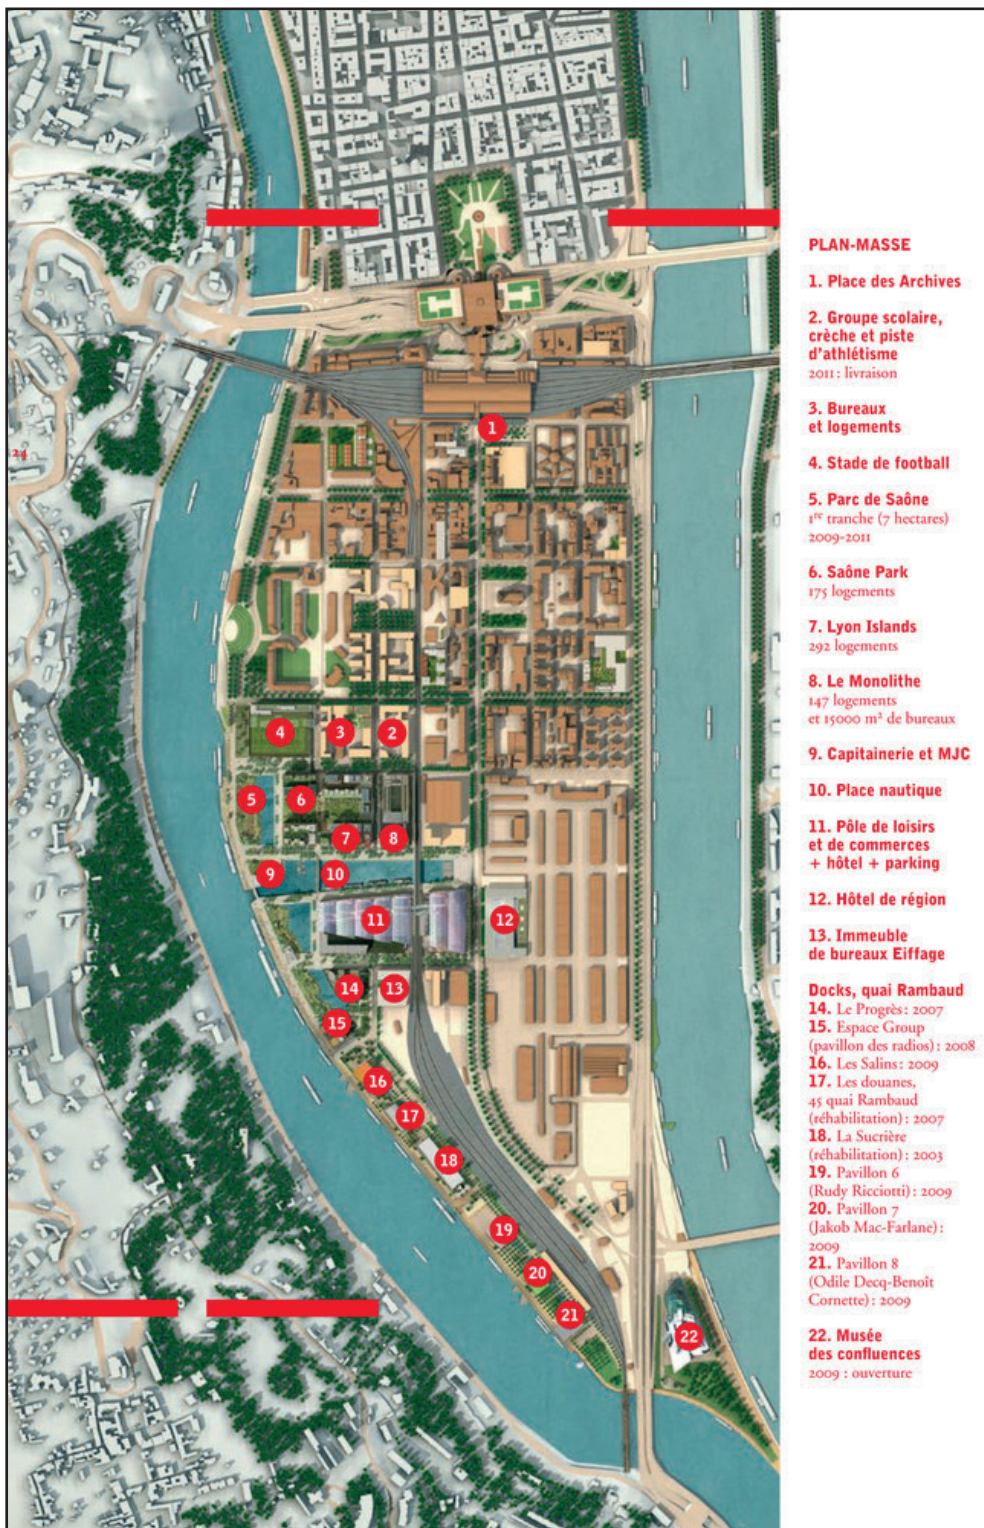 PLAN-MASSE
1. Place des Archives
2. Groupe scolaire,
crèche et piste
d'athlétisme
2011 : livraison
3. Bureaux
et logements
4. Stade de football
5. Parc de Saône
1re tranche (7 hectares)
2009-2011
6. Saône Park
175 logements
7. Lyon Islands
292 logements
8. Le Monolithe
147 logements
et 15000 m² de bureaux
9. Capitainerie et MJC
10. Place nautique
11. Pôle de loisirs
et de commerces
+ hôtel + parking
12. Hôtel de région
13. Immeuble
de bureaux Eiffage
Docks, quai Rambaud
14. Le Progrès : 2007
15. Espace Group
(pavillon des radios) : 2008
16. Les Salins : 2009
17. Les douanes,
45 quai Rambaud
(réhabilitation) : 2007
18. La Sucrière
(réhabilitation) : 2003
19. Pavillon 6
(Rudy Ricciotti) : 2009
20. Pavillon 7
(Jakob Mac-Farlane) :
2009
21. Pavillon 8
(Odile Decq-Benoît
Cornette) : 2009
22. Musée
des confluences
2009 : ouverture
24
1
4
3
2
5
6
7
8
9
10
11
12
14
13
15
16
17
18
19
20
21
22